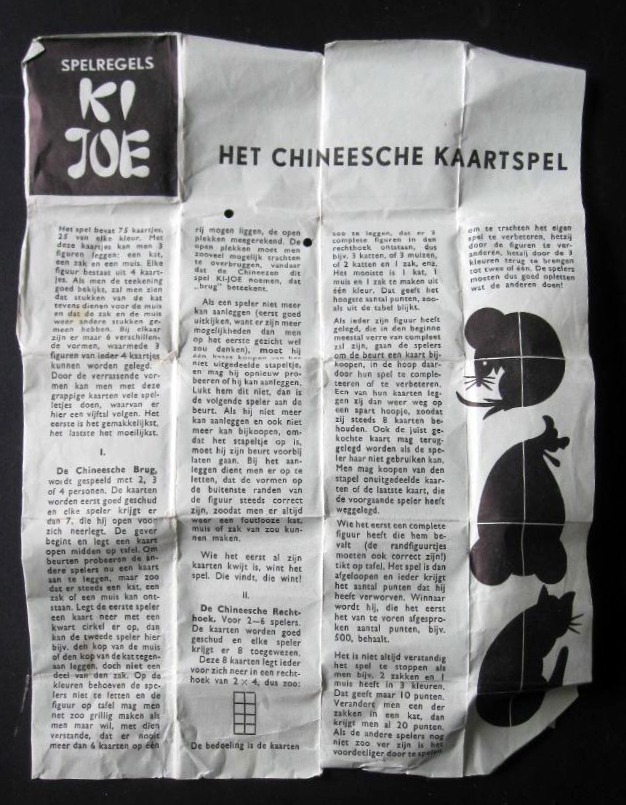 SPELREGELS
KI
JOE
HET CHINEESCHE KAARTSPEL
Het spel bevat 75 kaartjes,
25 van elke kleur. Met
deze kaartjes kan men 3
figuren leggen: een kat,
een zak en een muis. Elke
figuur bestaat uit 4 kaart-
jes. Als men de teekening
goed bekijkt, zal men zien
dat stukken van de kat
tevens dienen voor de muis
en dat de zak en de muis
weer andere stukken ge-
meen hebben. Bij elkaar
zijn er maar 6 verschillen-
de vormen, waarmede 3
figuren van ieder 4 kaartjes
kunnen worden gelegd.
Door de verrassende vor-
men kan men met deze
grappige kaarten vele spel-
letjes doen, waarvan er
hier een vijftal volgen. Het
eerste is het gemakkelijkst,
het laatste het moeilijkst.
I.
De Chineesche Brug,
wordt gespeeld met 2, 3
of 4 personen. De kaarten
worden eerst goed geschud
en elke speler krijgt er
dan 7, die hij open voor
zich neerlegt. De gever
begint en legt een kaart
open midden op tafel. Om
beurten probeeren de an-
dere spelers nu een kaart
aan te leggen, maar zoo
dat er steeds een kat, een
zak of een muis kan ont-
staan. Legt de eerste speler
een kaart neer met een
kwart cirkel er op, dan
kan de tweede speler hier
bijv. den kop van de muis
of den kop van de kat tegen-
aan leggen, doch niet een
deel van den zak. Op de
kleuren behoeven de spe-
lers niet te letten en de
figuur op tafel mag men
net zoo grillig maken als
men maar wil, met dien
verstande, dat er nooit
meer dan 6 kaarten op één
rij mogen liggen, de open
plekken meegerekend. De
open plekken moet men
zooveel mogelijk trachten
te overbruggen, vandaar
dat de Chineezen dit
spel KI-JOE noemen, dat
„brug" beteekent.
Als een speler niet meer
kan aanleggen (eerst goed
uitkijken, want er zijn meer
mogelijkheden dan men
op het eerste gezicht wel
zou denken), moet hij
één kaart koopen van het
niet uitgedeelde stapeltje,
en mag hij opnieuw pro-
beeren of hij kan aanleggen.
Lukt hem dit niet, dan is
de volgende speler aan de
beurt. Als hij niet meer
kan aanleggen en ook niet
meer kan bijkoopen, om-
dat het stapeltje op is,
moet hij zijn beurt voorbij
laten gaan. Bij het aan-
leggen dient men er op te
letten, dat de vormen op
de buitenste randen van
de figuur steeds correct
zijn, zoodat men er altijd
weer een foutlooze kat,
muis of zak van zou kun-
nen maken.
Wie het eerst al zijn
kaarten kwijt is, wint het
spel. Die vindt, die wint!
II.
De Chineesche Recht-
hoek. Voor 2—6 spelers.
De kaarten worden goed
geschud en elke speler
krijgt er 8 toegewezen.
Deze 8 kaarten legt ieder
voor zich neer in een recht-
hoek van 2 × 4, dus zoo:
De bedoeling is de kaarten
zoo te leggen, dat er 3
complete figuren in den
rechthoek ontstaan, dus
bijv. 3 katten, of 3 muizen,
of 2 katten en 1 zak, enz.
Het mooiste is 1 kat, 1
muis en 1 zak te maken uit
één kleur. Dat geeft het
hoogste aantal punten, zoo-
als uit de tabel blijkt.
Als ieder zijn figuur heeft
gelegd, die in den beginne
meestal verre van compleet
zal zijn, gaan de spelers
om de beurt een kaart bij-
koopen, in de hoop daar-
door hun spel te comple-
teeren of te verbeteren.
Een van hun kaarten leg-
gen zij dan weer weg op
een spart hoopje, zoodat
zij steeds 8 kaarten be-
houden. Ook de juist ge-
kochte kaart mag terug-
gelegd worden als de spe-
ler haar niet gebruiken kan.
Men mag koopen van den
stapel onuitgedeelde kaar-
ten of de laatste kaart, die
de voorgaande speler heeft
weggelegd.
Wie het eerst een complete
figuur heeft die hem be-
valt (de randfiguurtjes
moeten ook correct zijn!)
tikt op tafel. Het spel is dan
afgeloopen en ieder krijgt
het aantal punten dat hij
heeft verworven. Winnaar
wordt hij, die het eerst
het van te voren afgespro-
ken aantal punten, bijv.
500, behaalt.
Het is niet altijd verstandig
het spel te stoppen als
men bijv. 2 zakken en 1
muis heeft in 3 kleuren.
Dat geeft maar 10 punten.
Verandert men een der
zakken in een kat, dan
krijgt men al 20 punten.
Als de andere spelers nog
niet zoo ver zijn is het
voordeeliger door te spelen
om te trachten het eigen
spel te verbeteren, hetzij
door de figuren te ver-
anderen, hetzij door de 3
kleuren terug te brengen
tot twee of één. De spelers
moeten dus goed opletten
wat de anderen doen!